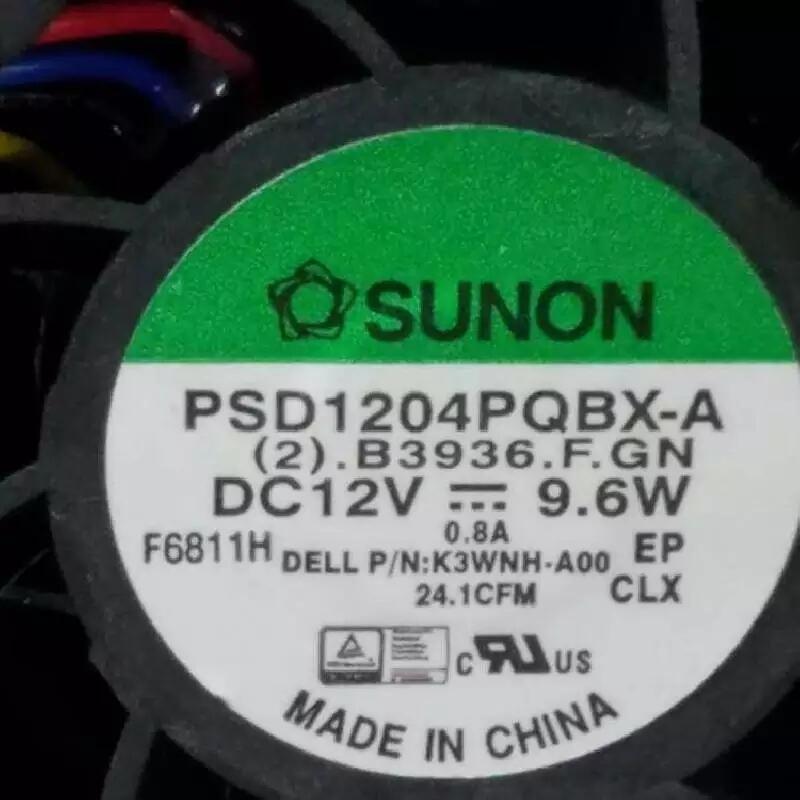 SUNON
PSD1204PQBX-A
(2).B3936.F.GN
DC12V 9.6W
0.8A
F6811H DELL P/N:K3WNH-A00 EP
24.1CFM CLX
c RU US
MADE IN CHINA